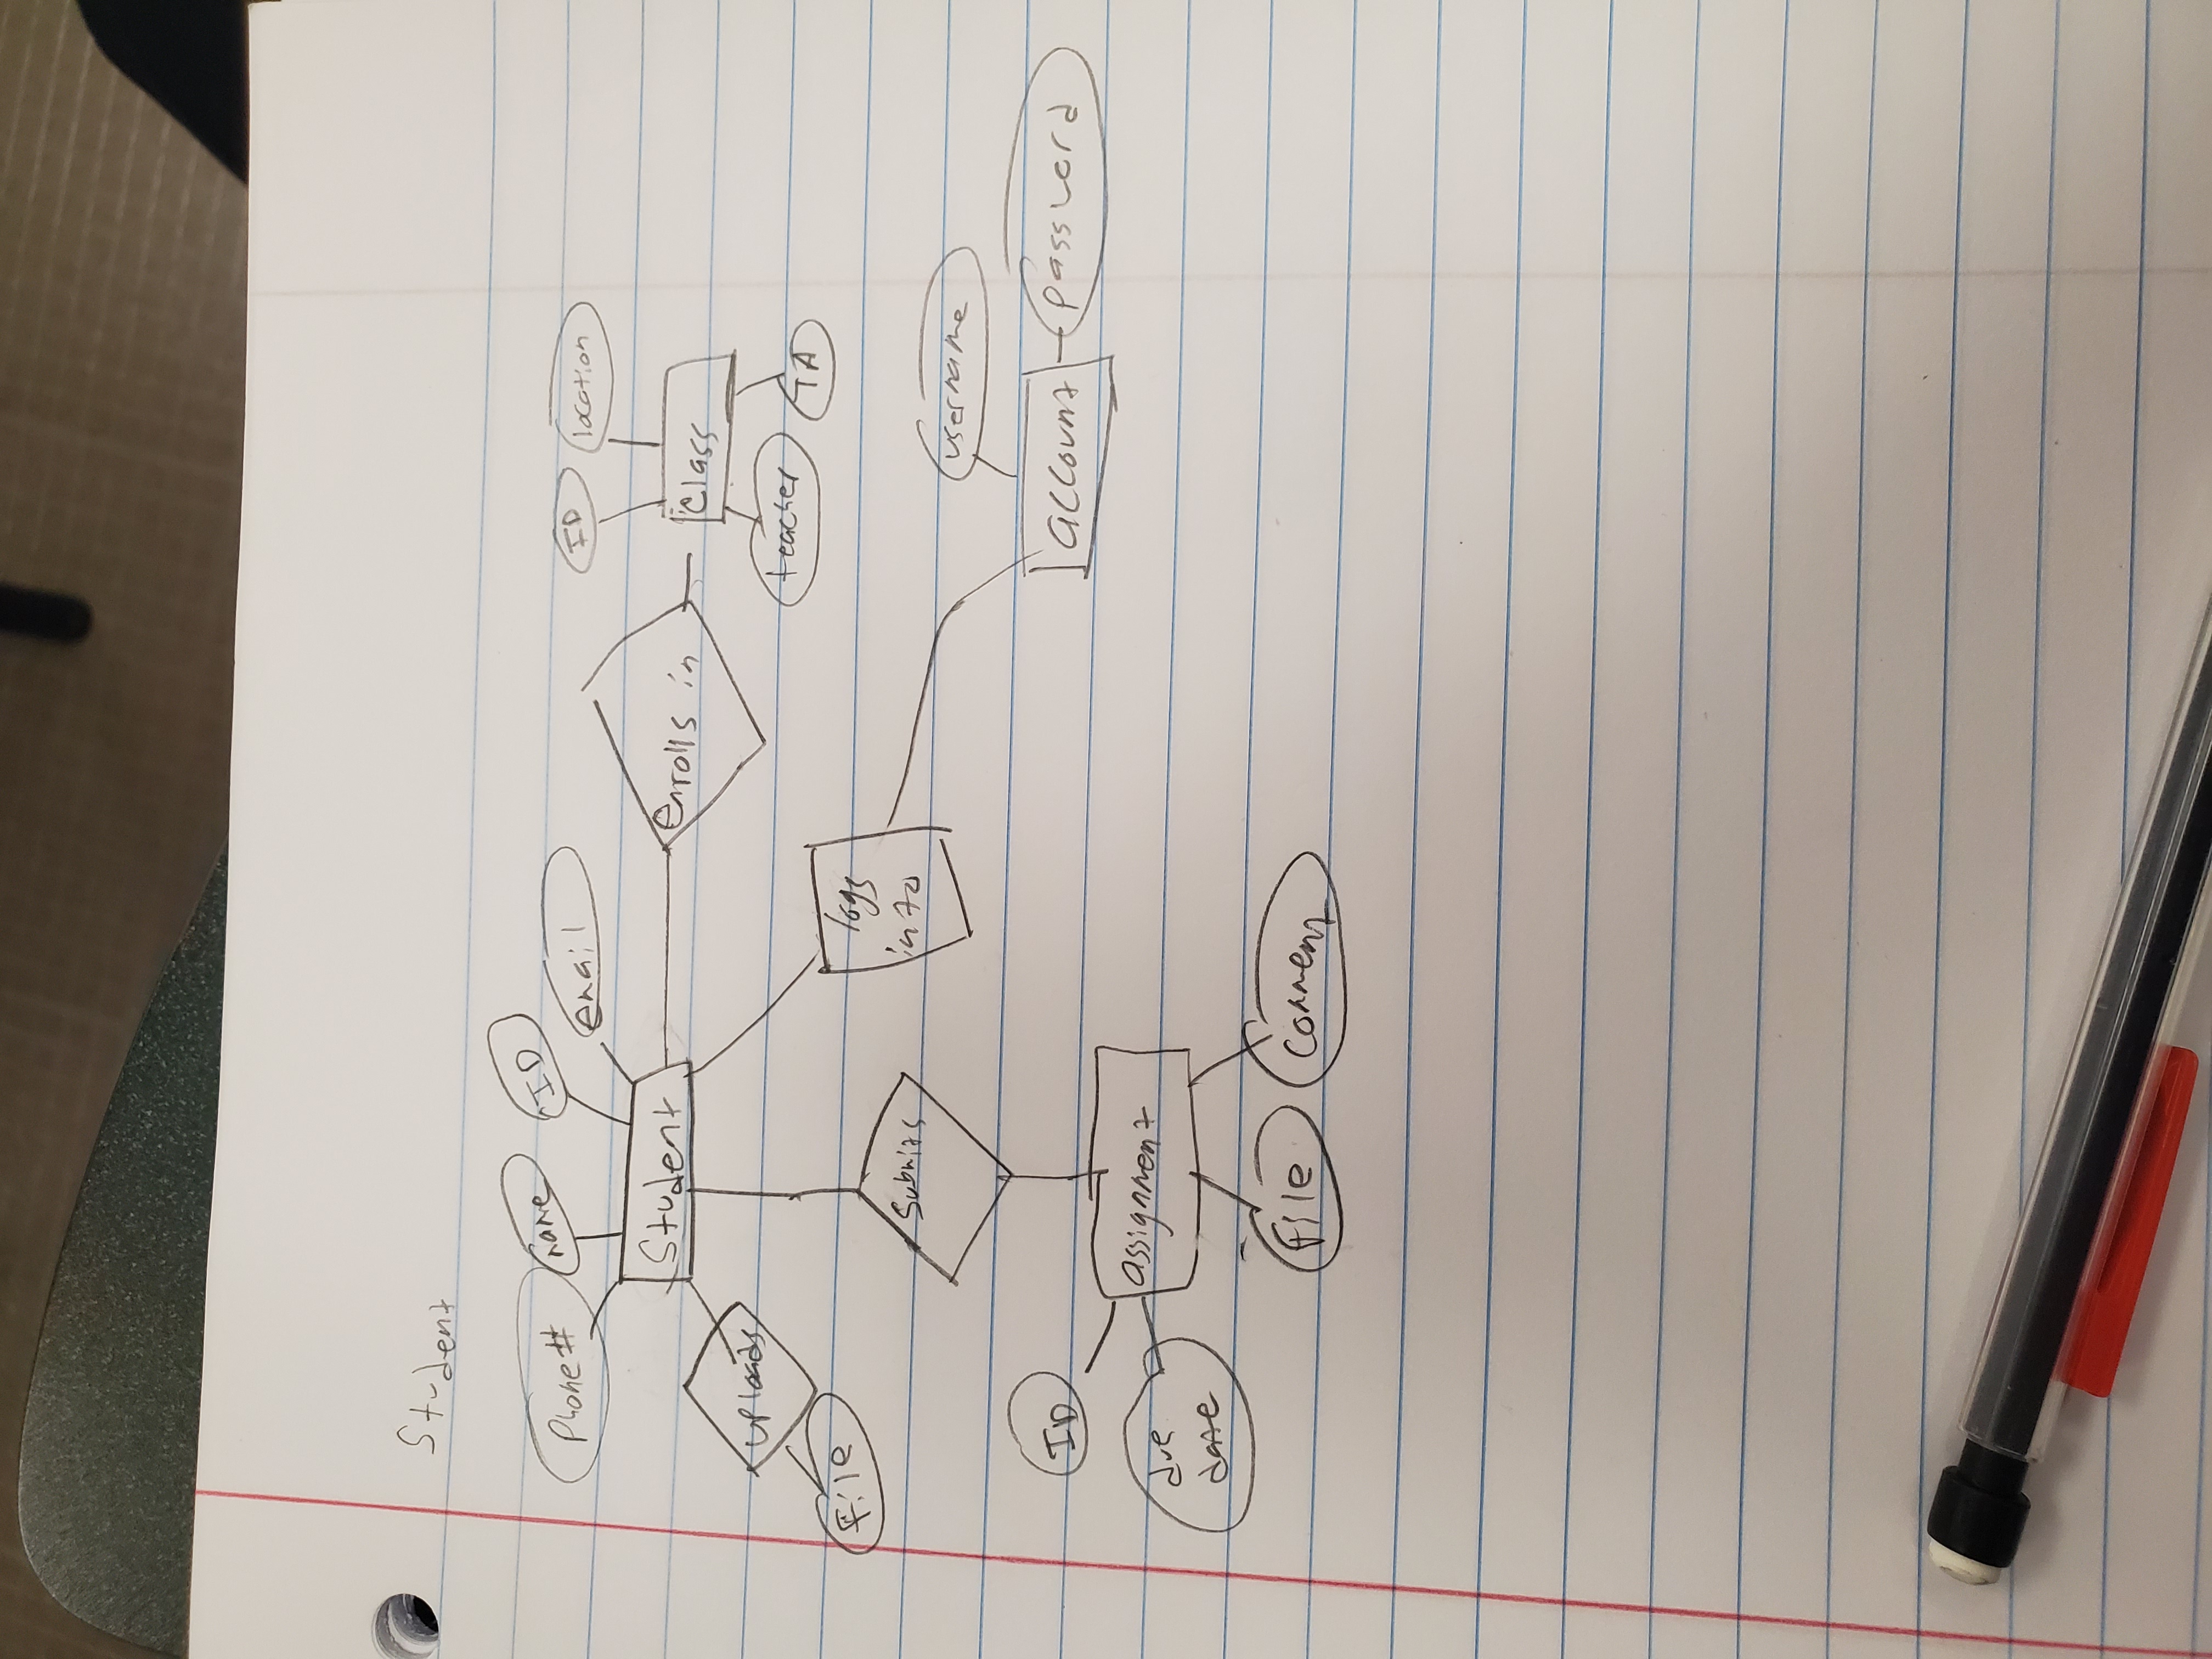 Student
Phone#
name
ID
email
Student
enrolls in
ID
location
Class
teacher
TA
uploads
file
Submits
logs
into
username
account
password
ID
assignment
due
date
file
Comment